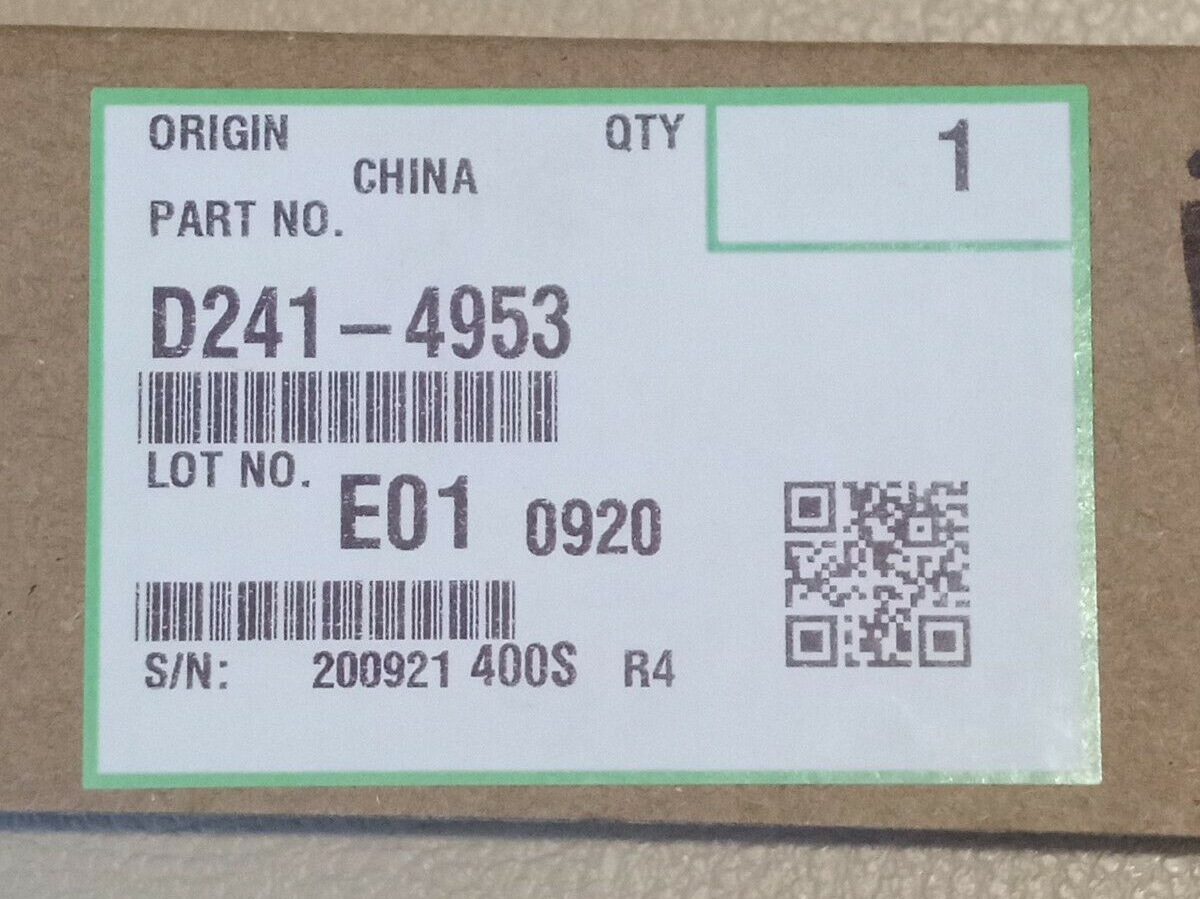 ORIGIN QTY 1
CHINA
PART NO.
D241-4953
LOT NO.
E01 0920
S/N: 200921 400S R4